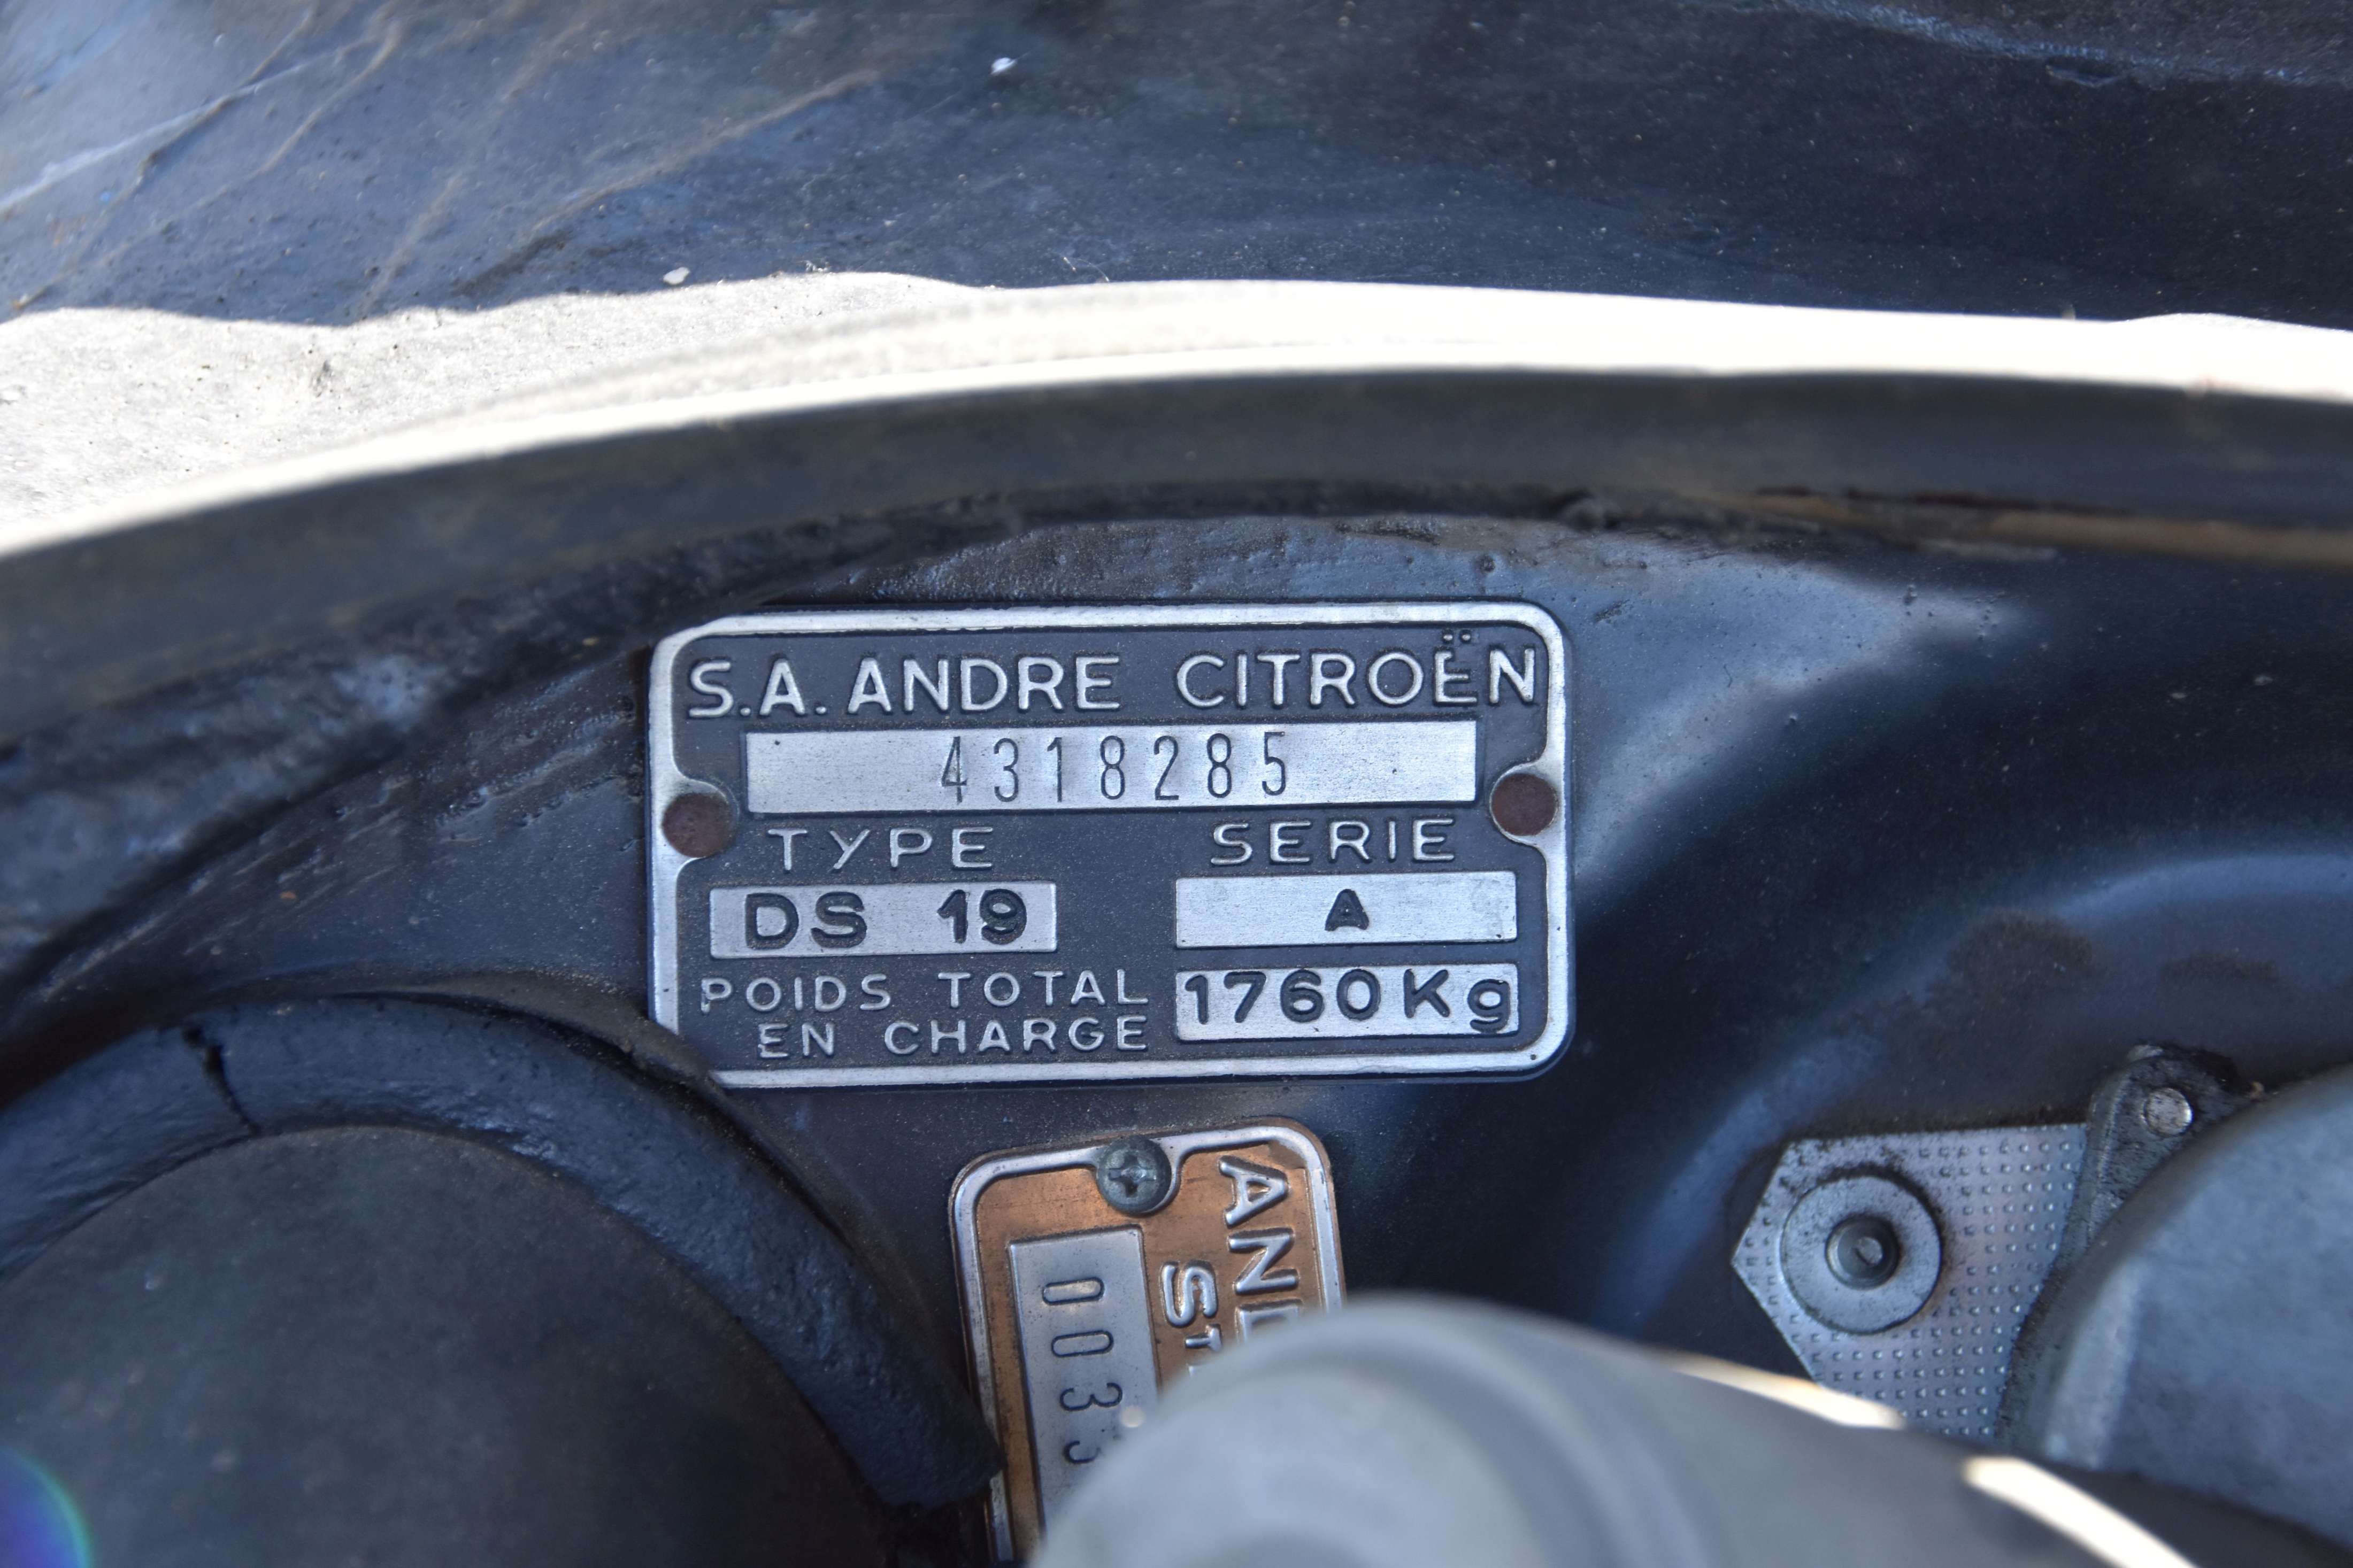 S.A. ANDRE CITROËN
4318285
TYPE SERIE
DS 19 A
POIDS TOTAL
EN CHARGE 1760Kg